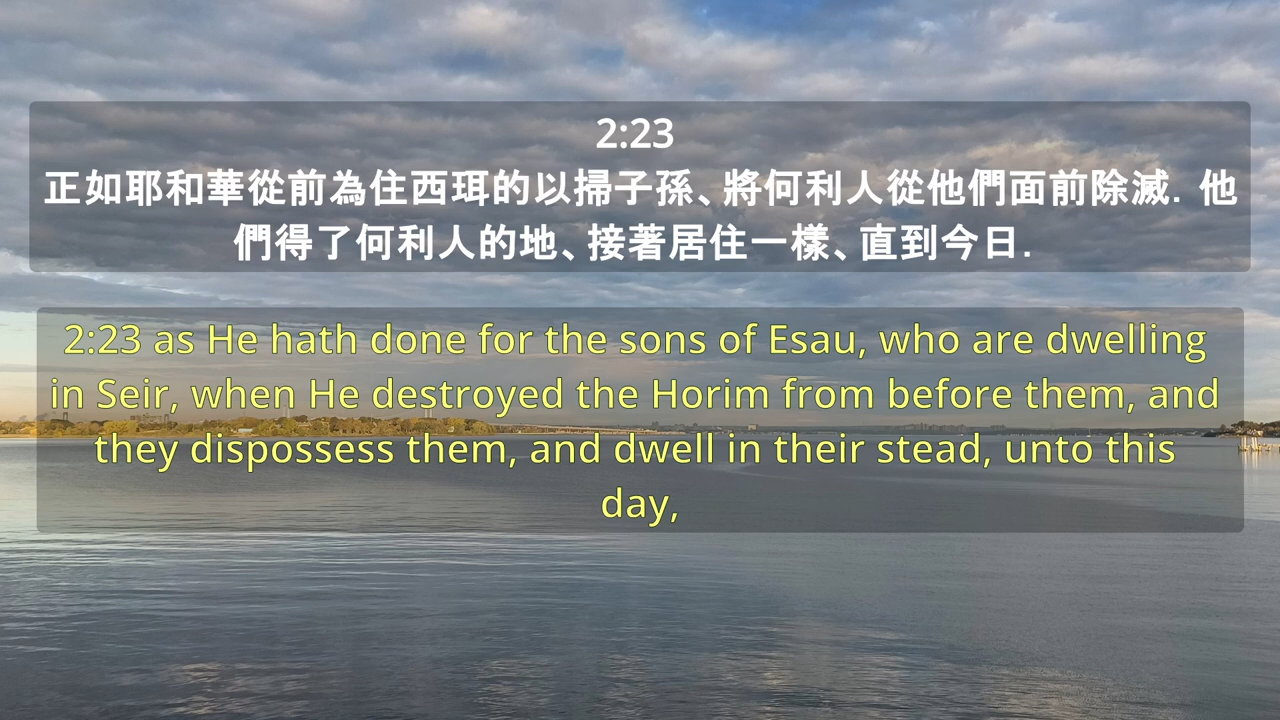 2:23
正如耶和華從前為住西珥的以掃子孫、將何利人從他們面前除滅．他
們得了何利人的地、接著居住一樣、直到今日．
2:23 as He hath done for the sons of Esau, who are dwelling
in Seir, when He destroyed the Horim from before them, and
they dispossess them, and dwell in their stead, unto this
day,